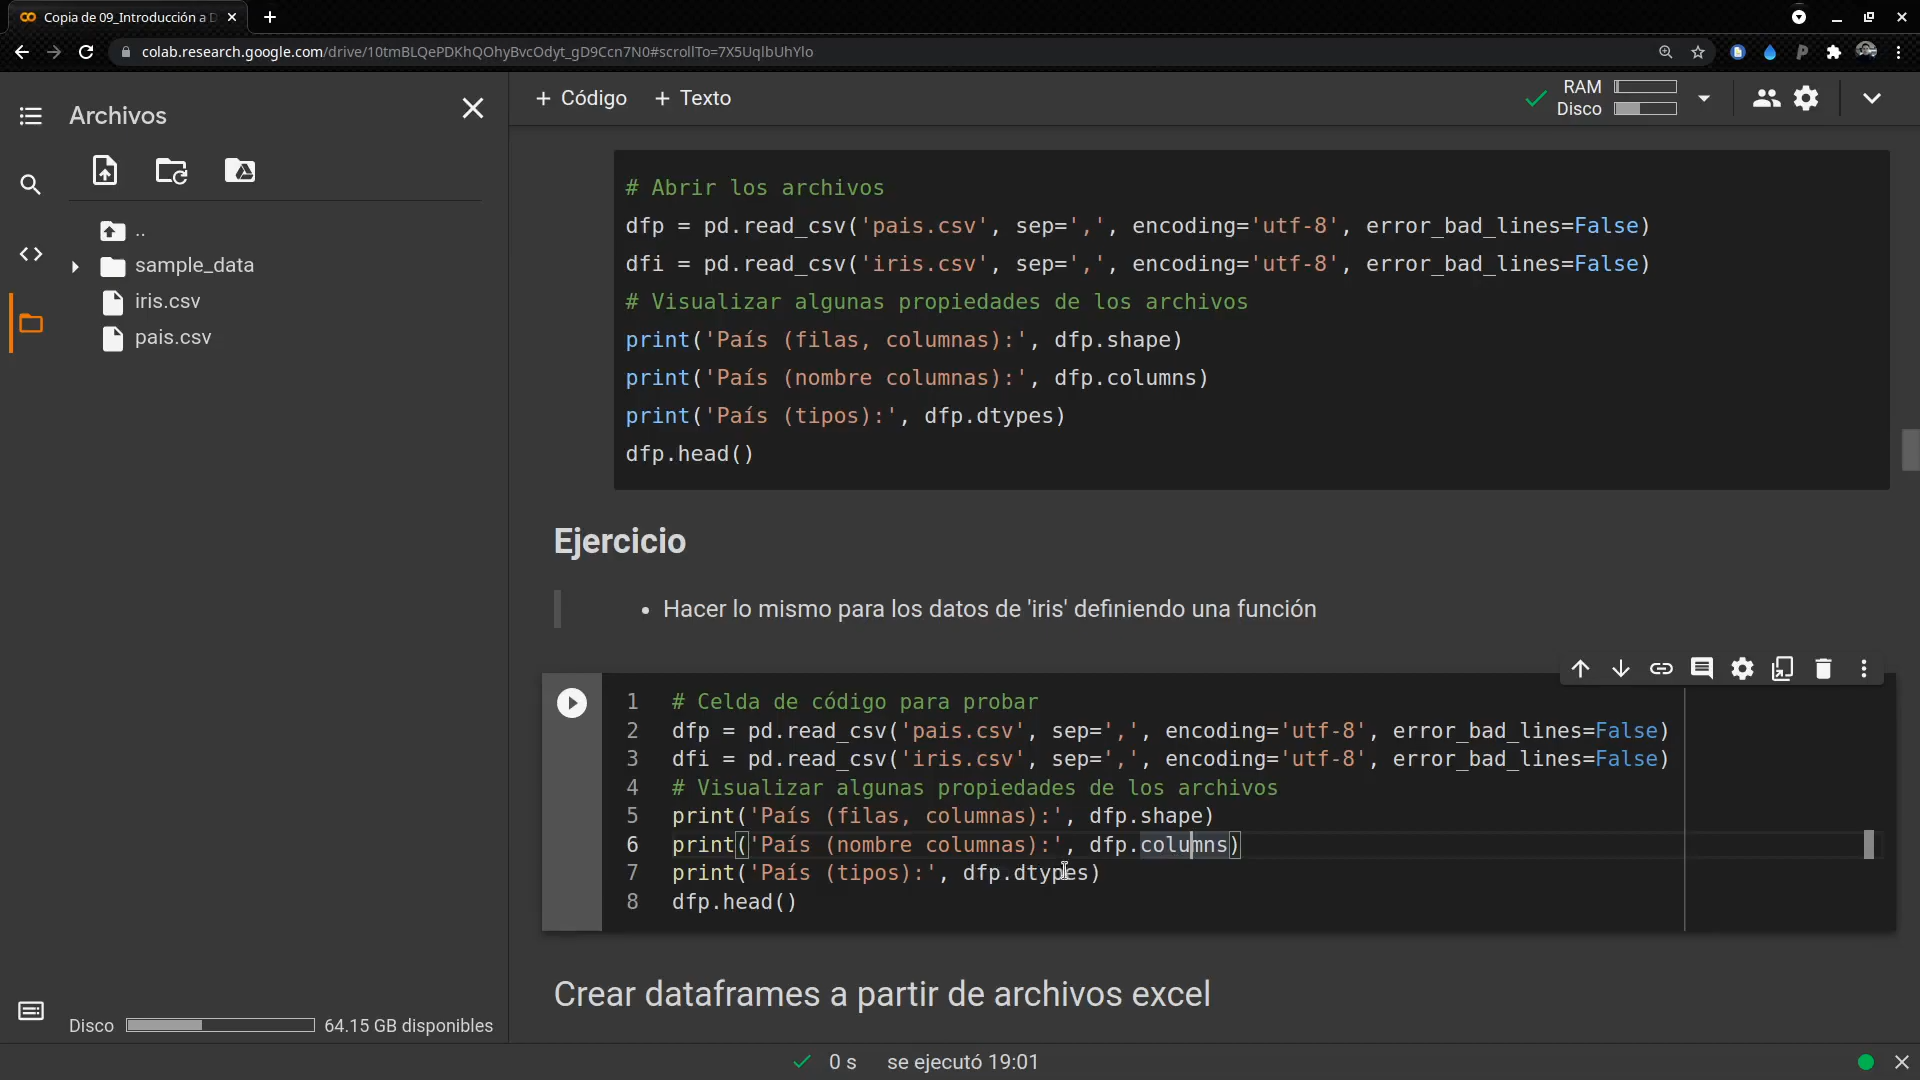 Copia de 09_Introducción a D
colab.research.google.com/drive/10tmBLQePDKhQOhyBvcOdyt_gD9Ccn7N0#scrollTo=7X5UqlbUhYlo
Archivos
+ Código + Texto
RAM
Disco
..
sample_data
iris.csv
pais.csv
# Abrir los archivos
dfp = pd.read_csv('pais.csv', sep=',', encoding='utf-8', error_bad_lines=False)
dfi = pd.read_csv('iris.csv', sep=',', encoding='utf-8', error_bad_lines=False)
# Visualizar algunas propiedades de los archivos
print('País (filas, columnas):', dfp.shape)
print('País (nombre columnas):', dfp.columns)
print('País (tipos):', dfp.dtypes)
dfp.head()
Ejercicio
• Hacer lo mismo para los datos de 'iris' definiendo una función
1 # Celda de código para probar
2 dfp = pd.read_csv('pais.csv', sep=',', encoding='utf-8', error_bad_lines=False)
3 dfi = pd.read_csv('iris.csv', sep=',', encoding='utf-8', error_bad_lines=False)
4 # Visualizar algunas propiedades de los archivos
5 print('País (filas, columnas):', dfp.shape)
6 print('País (nombre columnas):', dfp.columns)
7 print('País (tipos):', dfp.dtypes)
8 dfp.head()
Crear dataframes a partir de archivos excel
Disco 64.15 GB disponibles
0 s se ejecutó 19:01